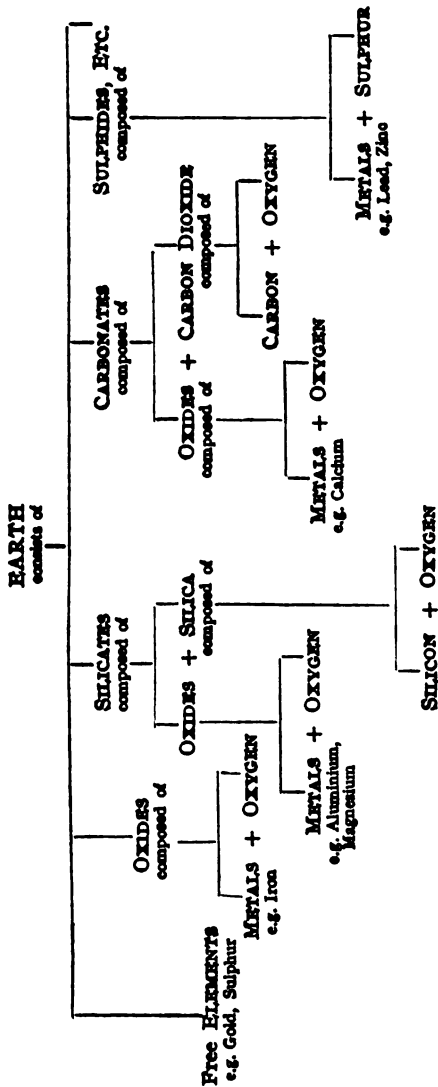 EARTH
consists of
Free ELEMENTS
e.g. Gold, Sulphur
OXIDES
composed of
METALS + OXYGEN
e.g. Iron
SILICATES
composed of
OXIDES + SILICA
composed of
METALS + OXYGEN
e.g. Aluminium,
Magnesium
SILICON + OXYGEN
CARBONATES
composed of
OXIDES + CARBON DIOXIDE
composed of
composed of
METALS + OXYGEN
e.g. Calcium
CARBON + OXYGEN
SULPHIDES, ETC.
composed of
METALS + SULPHUR
e.g. Lead, Zinc